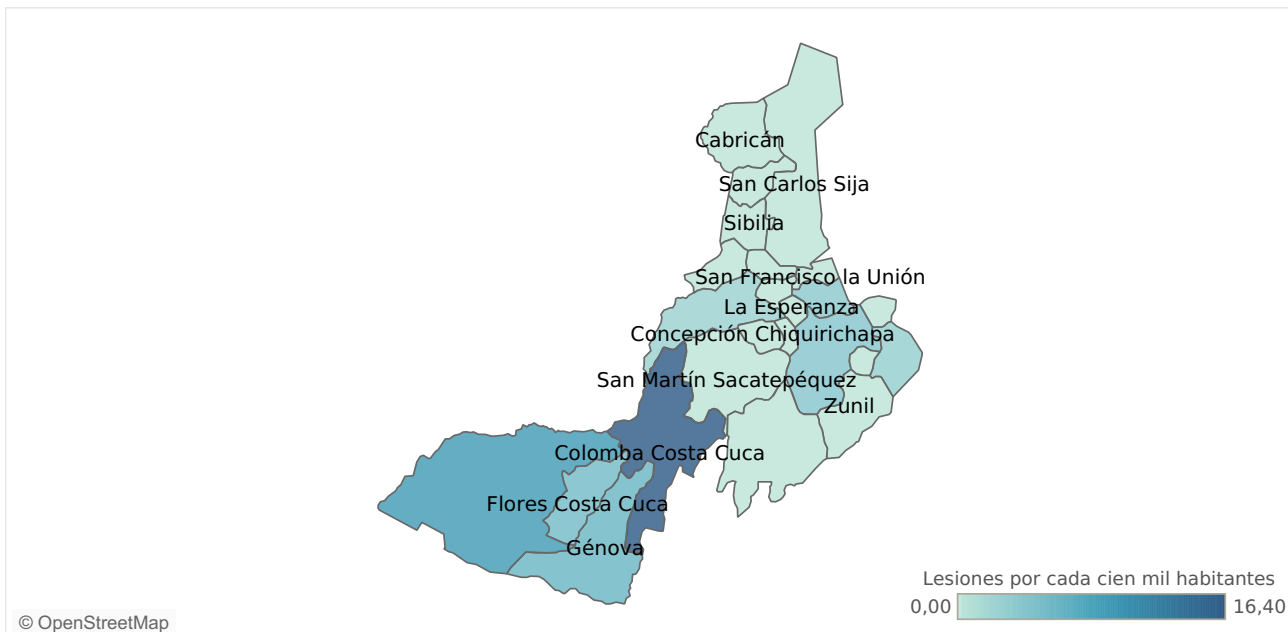 Cabricán
San Carlos Sija
Sibilia
San Francisco la Unión
La Esperanza
Concepción Chiquirichapa
San Martín Sacatepéquez
Zunil
Colomba Costa Cuca
Flores Costa Cuca
Génova
Lesiones por cada cien mil habitantes
0,00 16,40
© OpenStreetMap